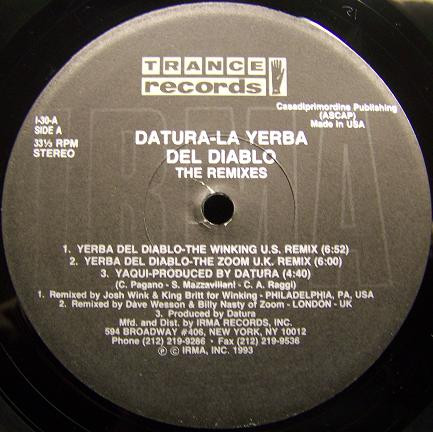 TRANCE
records
I-30-A
SIDE A
33⅓ RPM
STEREO
Casadiprimordine Publishing
(ASCAP)
Made in USA
IRMA
DATURA-LA YERBA
DEL DIABLO
THE REMIXES
1. YERBA DEL DIABLO-THE WINKING U.S. REMIX (6:52)
2. YERBA DEL DIABLO-THE ZOOM U.K. REMIX (6:00)
3. YAQUI-PRODUCED BY DATURA (4:40)
(C. Pagano - S. Mazzavillani - C. A. Raggi)
1. Remixed by Josh Wink & King Britt for Winking - PHILADELPHIA, PA, USA
2. Remixed by Dave Wesson & Billy Nasty of Zoom - LONDON - UK
3. Produced by Datura
Mfd. and Dist. by IRMA RECORDS, INC.
594 BROADWAY #406, NEW YORK, NY 10012
Phone (212) 219-9286 • Fax (212) 219-9536
Ⓟ © IRMA, INC. 1993